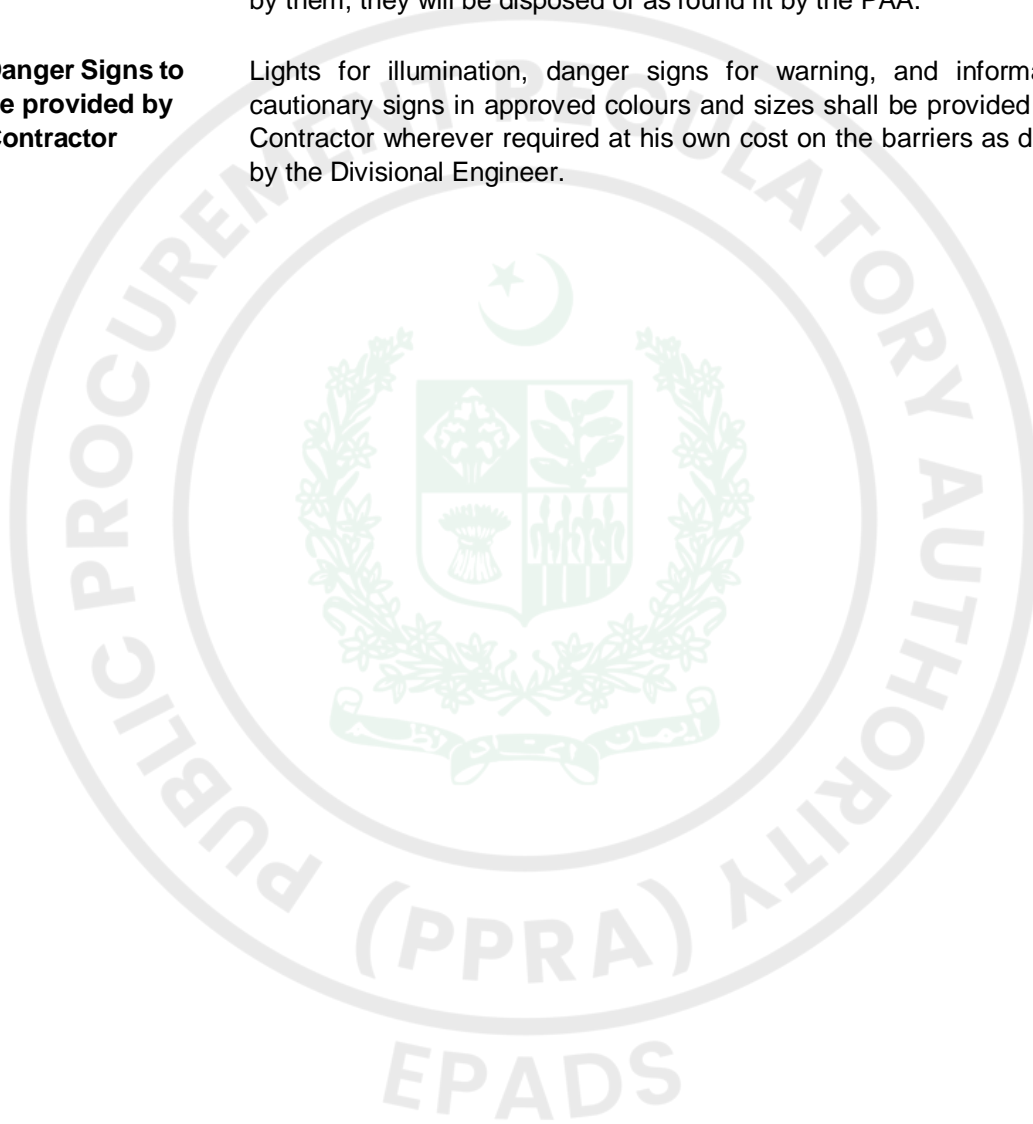 by them, they will be disposed of as found fit by the PAA.
Danger Signs to
e provided by
Contractor
Lights for illumination, danger signs for warning, and informa
cautionary signs in approved colours and sizes shall be provided
Contractor wherever required at his own cost on the barriers as d
by the Divisional Engineer.
PUBLIC PROCUREMENT REGULATORY AUTHORITY
(PPRA)
EPADS